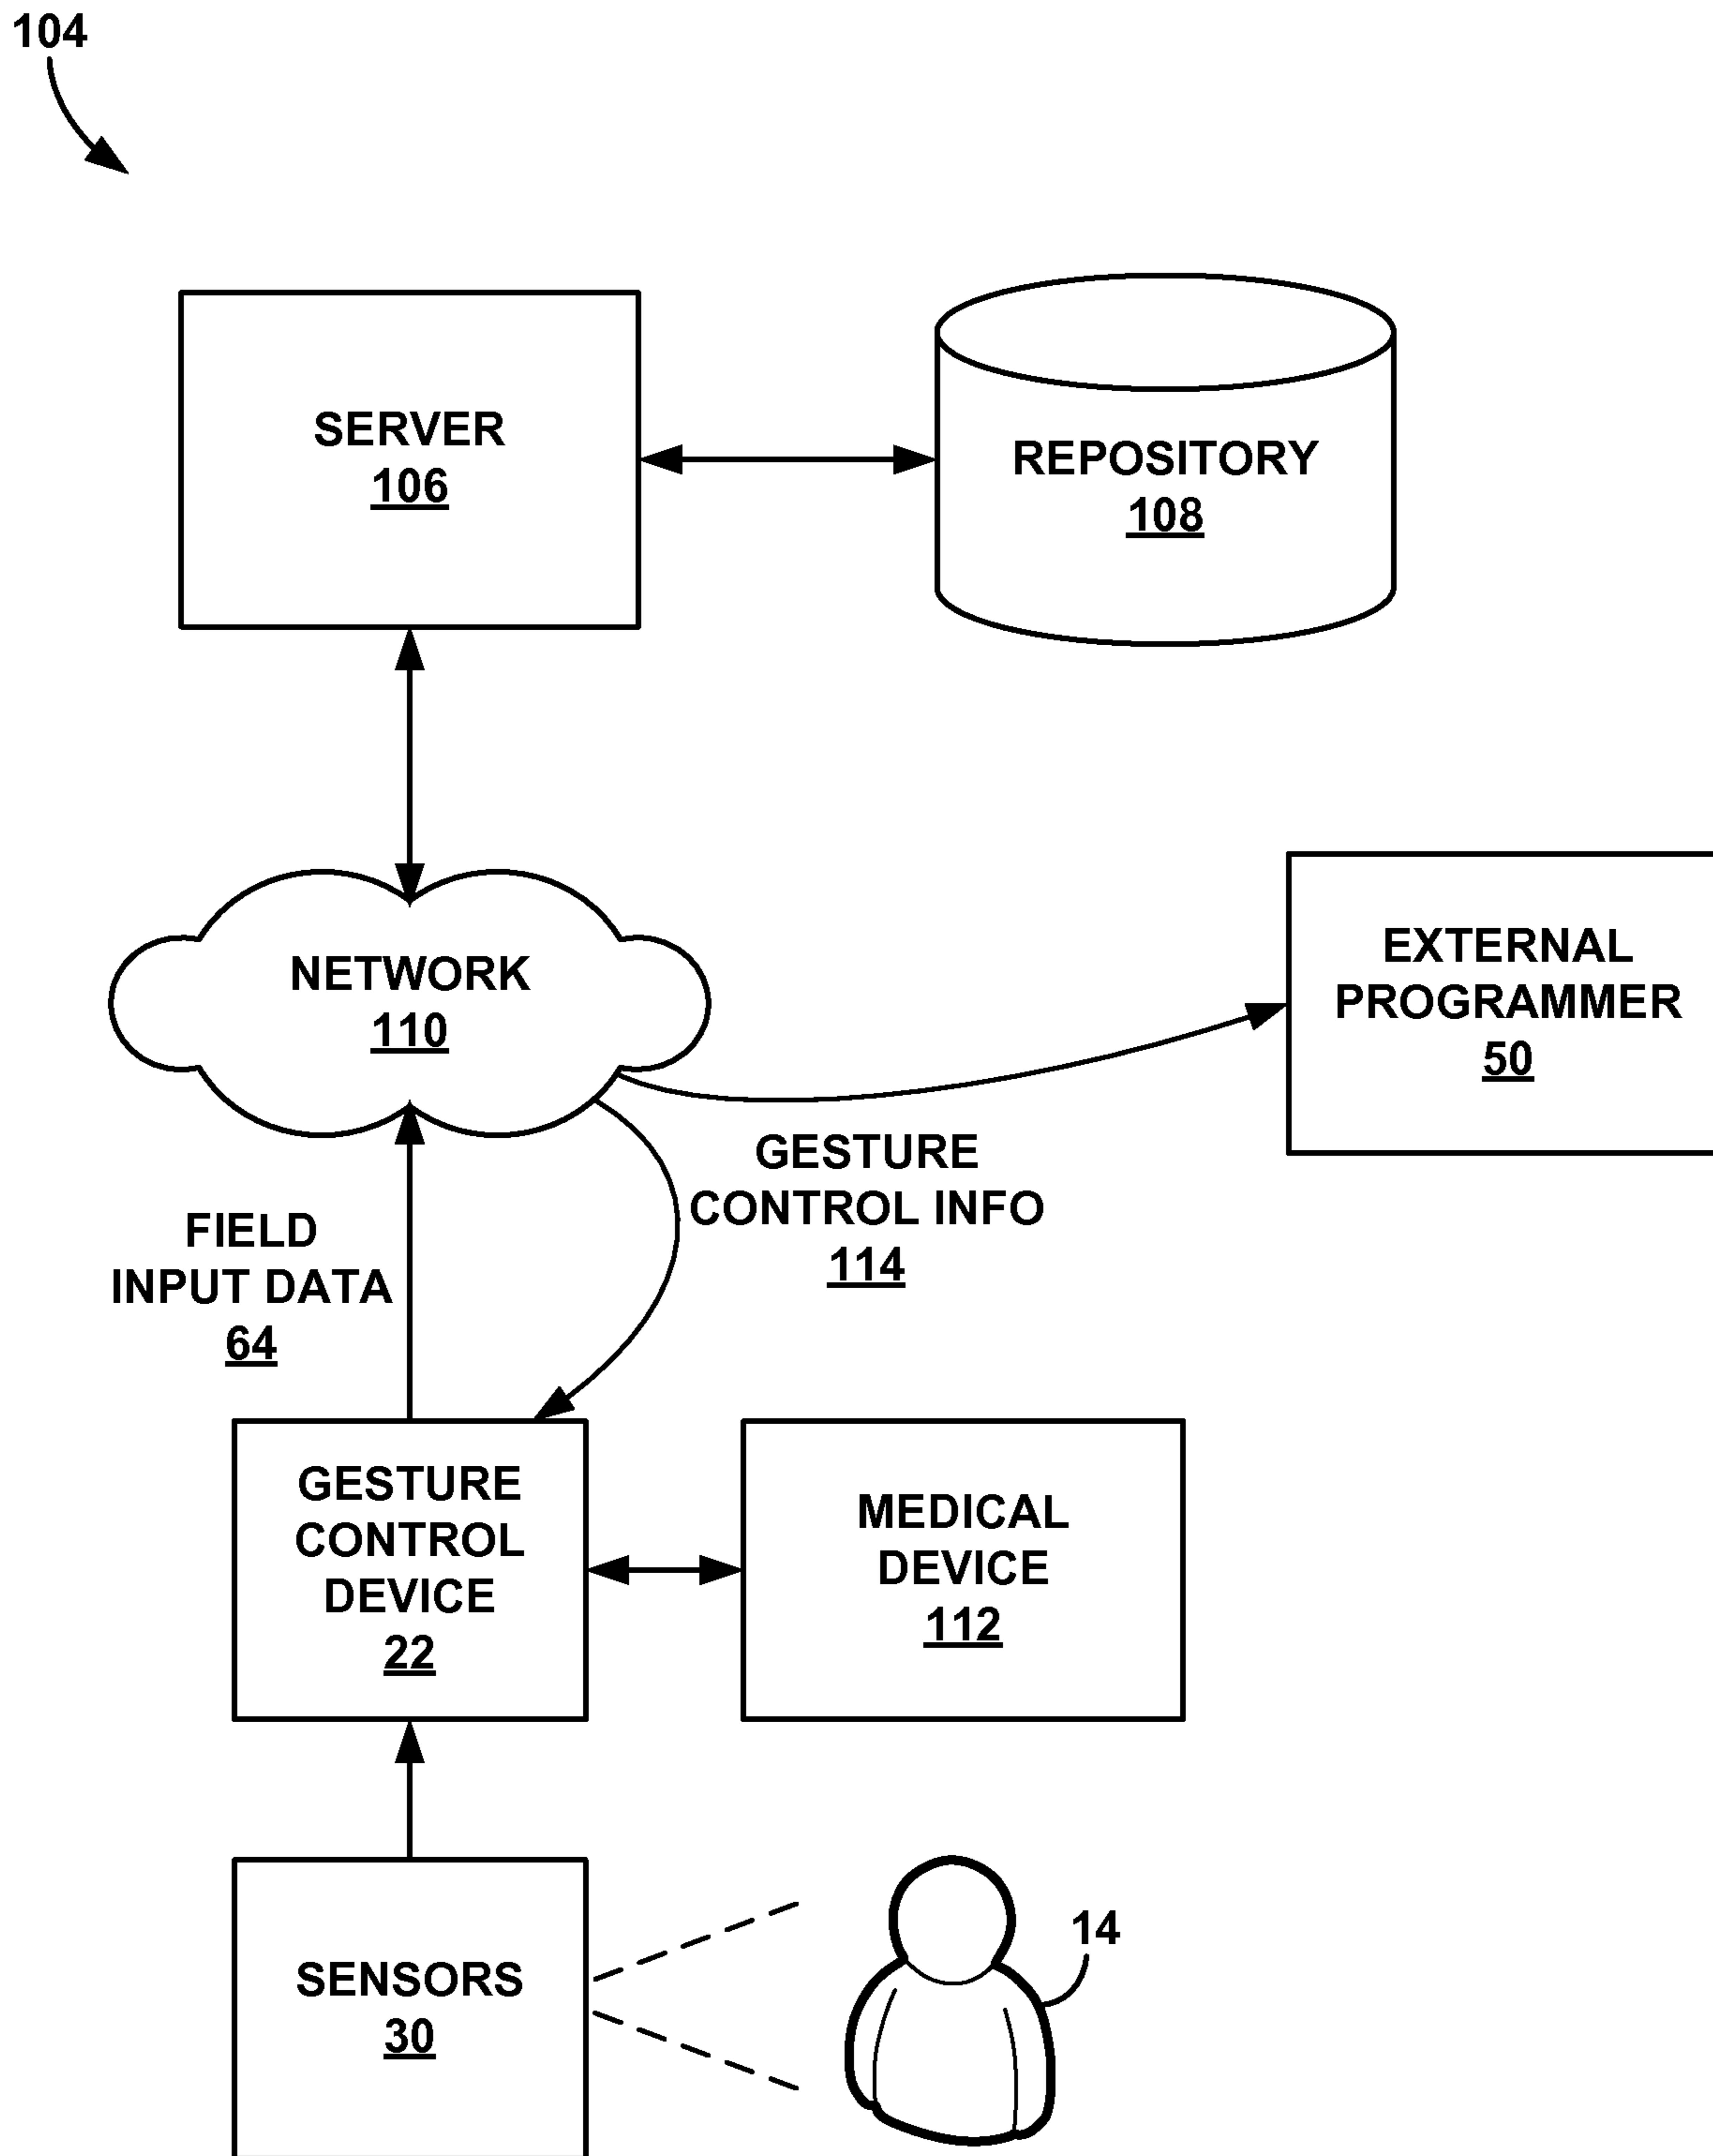 104
SERVER
106
REPOSITORY
108
NETWORK
110
EXTERNAL
PROGRAMMER
50
GESTURE
CONTROL INFO
114
FIELD
INPUT DATA
64
GESTURE
CONTROL
DEVICE
22
MEDICAL
DEVICE
112
SENSORS
30
14